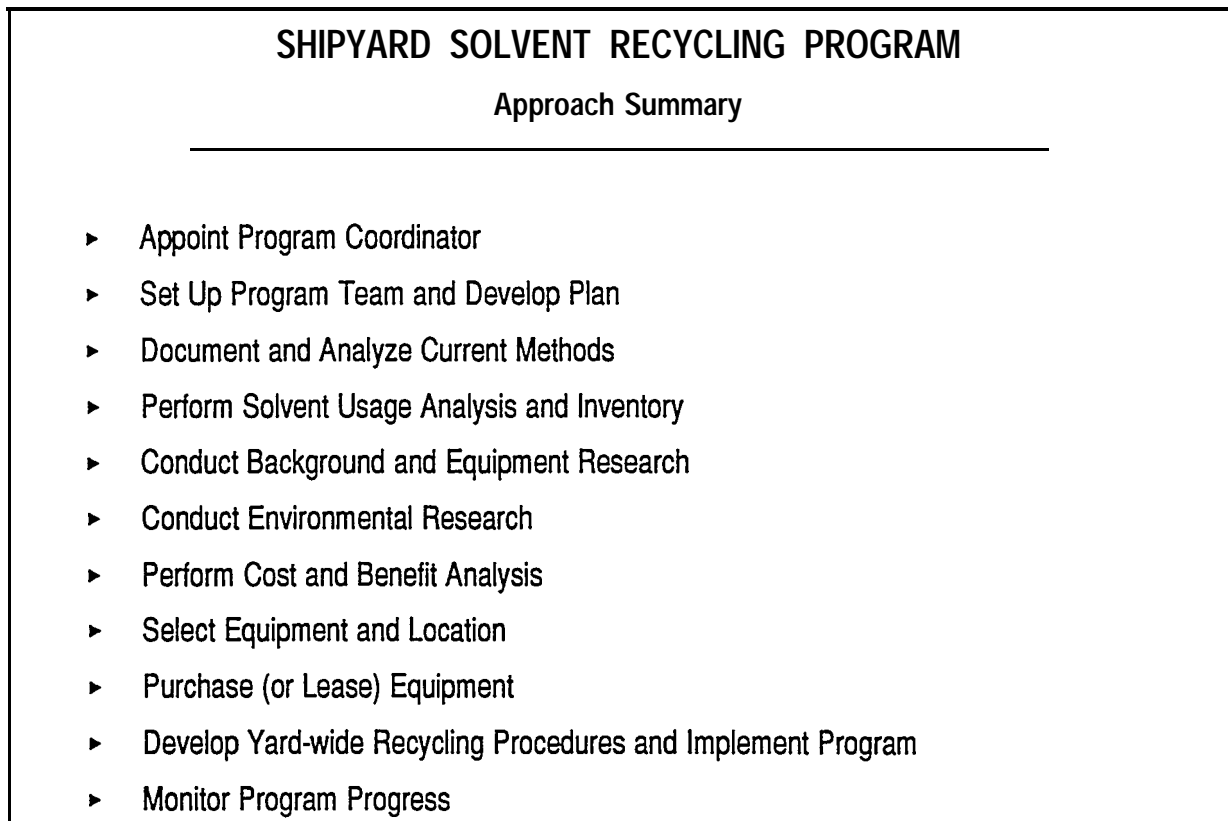 SHIPYARD SOLVENT RECYCLING PROGRAM
Approach Summary
► Appoint Program Coordinator
► Set Up Program Team and Develop Plan
► Document and Analyze Current Methods
► Perform Solvent Usage Analysis and Inventory
► Conduct Background and Equipment Research
► Conduct Environmental Research
► Perform Cost and Benefit Analysis
► Select Equipment and Location
► Purchase (or Lease) Equipment
► Develop Yard-wide Recycling Procedures and Implement Program
► Monitor Program Progress